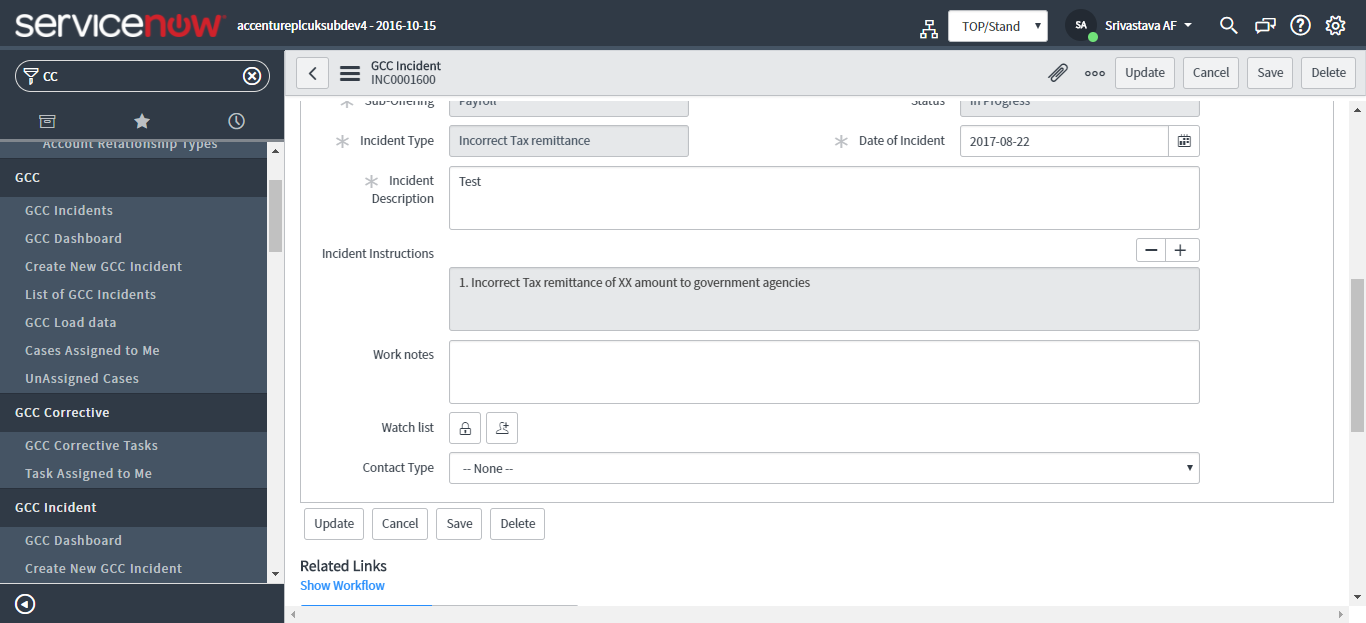 servicenow accentureplcuksubdev4 - 2016-10-15
TOP/Stand
SA Srivastava AF
CC
Account Relationship Types
GCC
GCC Incidents
GCC Dashboard
Create New GCC Incident
List of GCC Incidents
GCC Load data
Cases Assigned to Me
UnAssigned Cases
GCC Corrective
GCC Corrective Tasks
Task Assigned to Me
GCC Incident
GCC Dashboard
Create New GCC Incident
GCC Incident
INC0001600
Update Cancel Save Delete
Sub-Offering Payroll Status In Progress
Incident Type Incorrect Tax remittance Date of Incident 2017-08-22
Incident Description
Test
Incident Instructions
1. Incorrect Tax remittance of XX amount to government agencies
Work notes
Watch list
Contact Type -- None --
Update Cancel Save Delete
Related Links
Show Workflow